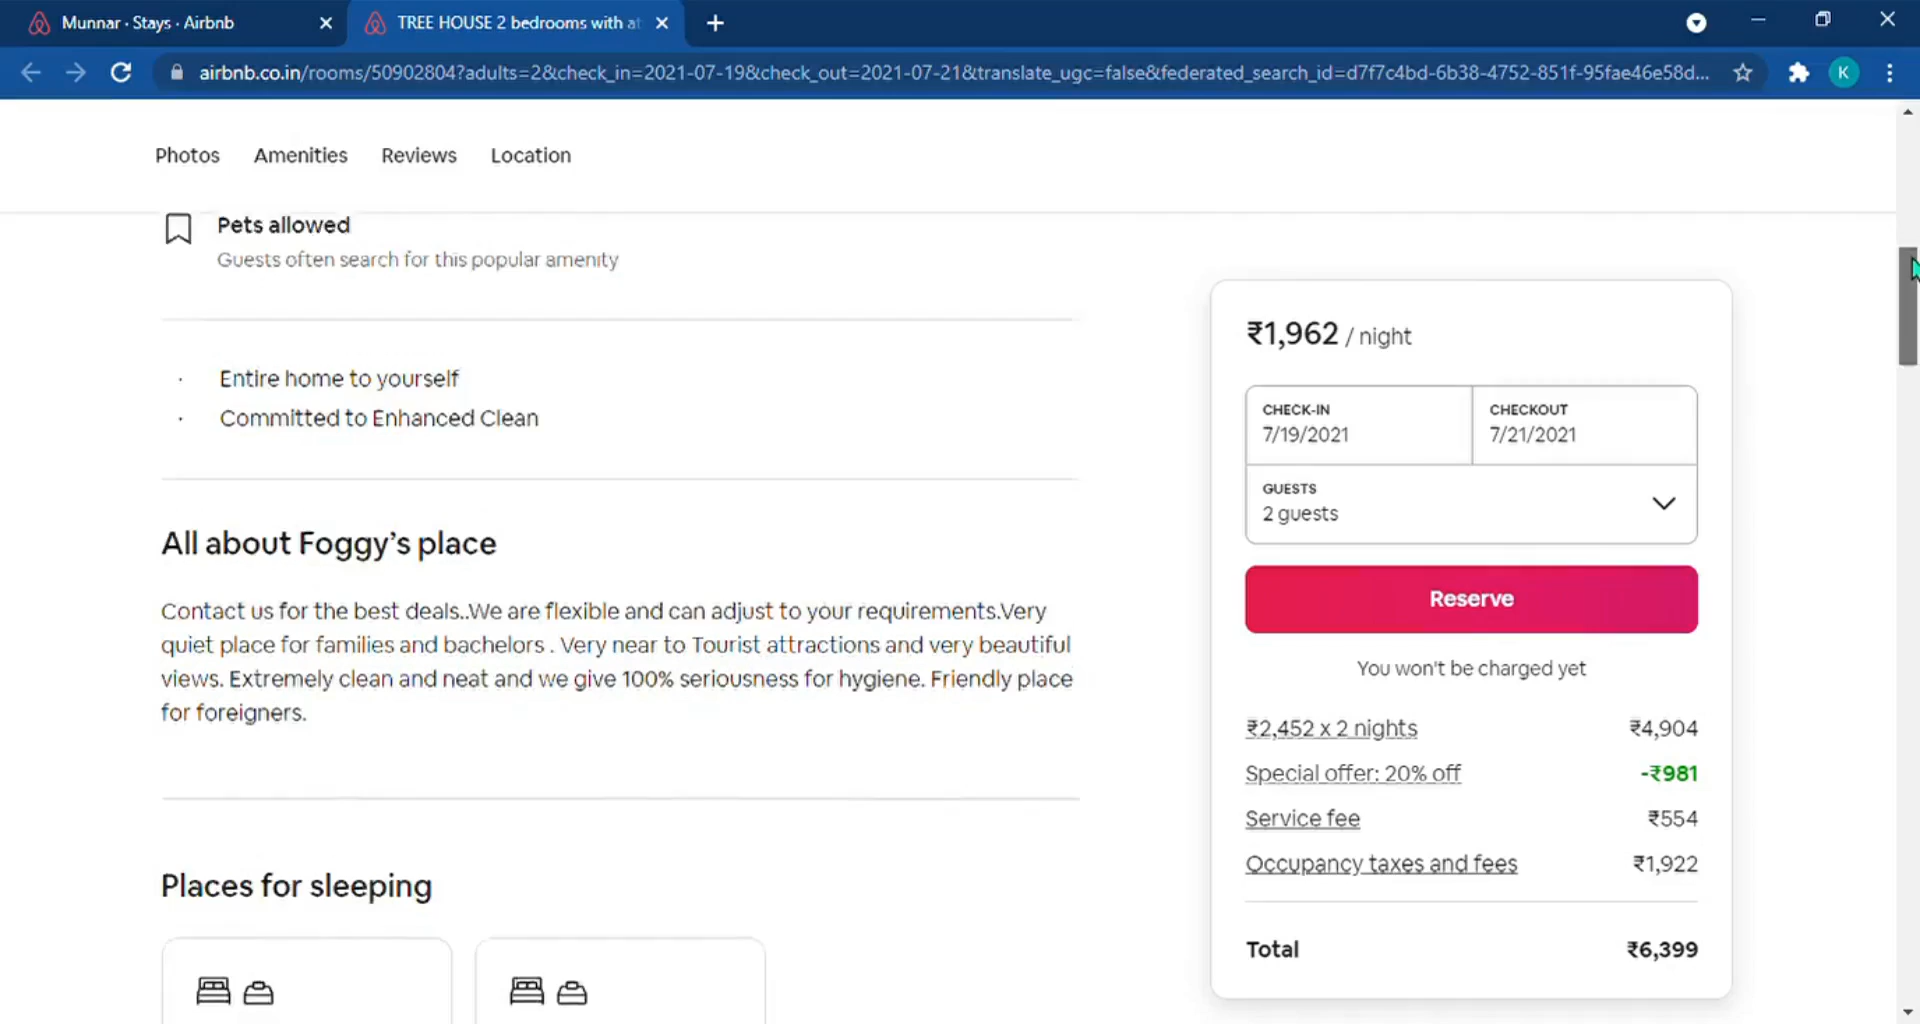 Munnar · Stays · Airbnb
TREE HOUSE 2 bedrooms with at
airbnb.co.in/rooms/50902804?adults=2&check_in=2021-07-19&check_out=2021-07-21&translate_ugc=false&federated_search_id=d7f7c4bd-6b38-4752-851f-95fae46e58d...
K
Photos Amenities Reviews Location
Pets allowed
Guests often search for this popular amenity
· Entire home to yourself
· Committed to Enhanced Clean
All about Foggy’s place
Contact us for the best deals..We are flexible and can adjust to your requirements.Very
quiet place for families and bachelors . Very near to Tourist attractions and very beautiful
views. Extremely clean and neat and we give 100% seriousness for hygiene. Friendly place
for foreigners.
Places for sleeping
₹1,962 / night
CHECK-IN CHECKOUT
7/19/2021 7/21/2021
GUESTS
2 guests
Reserve
You won't be charged yet
₹2,452 x 2 nights ₹4,904
Special offer: 20% off -₹981
Service fee ₹554
Occupancy taxes and fees ₹1,922
Total ₹6,399